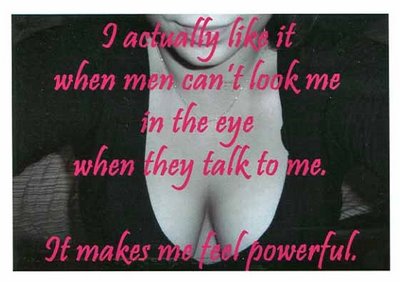 I actually like it
when men can't look me
in the eye
when they talk to me.
It makes me feel powerful.